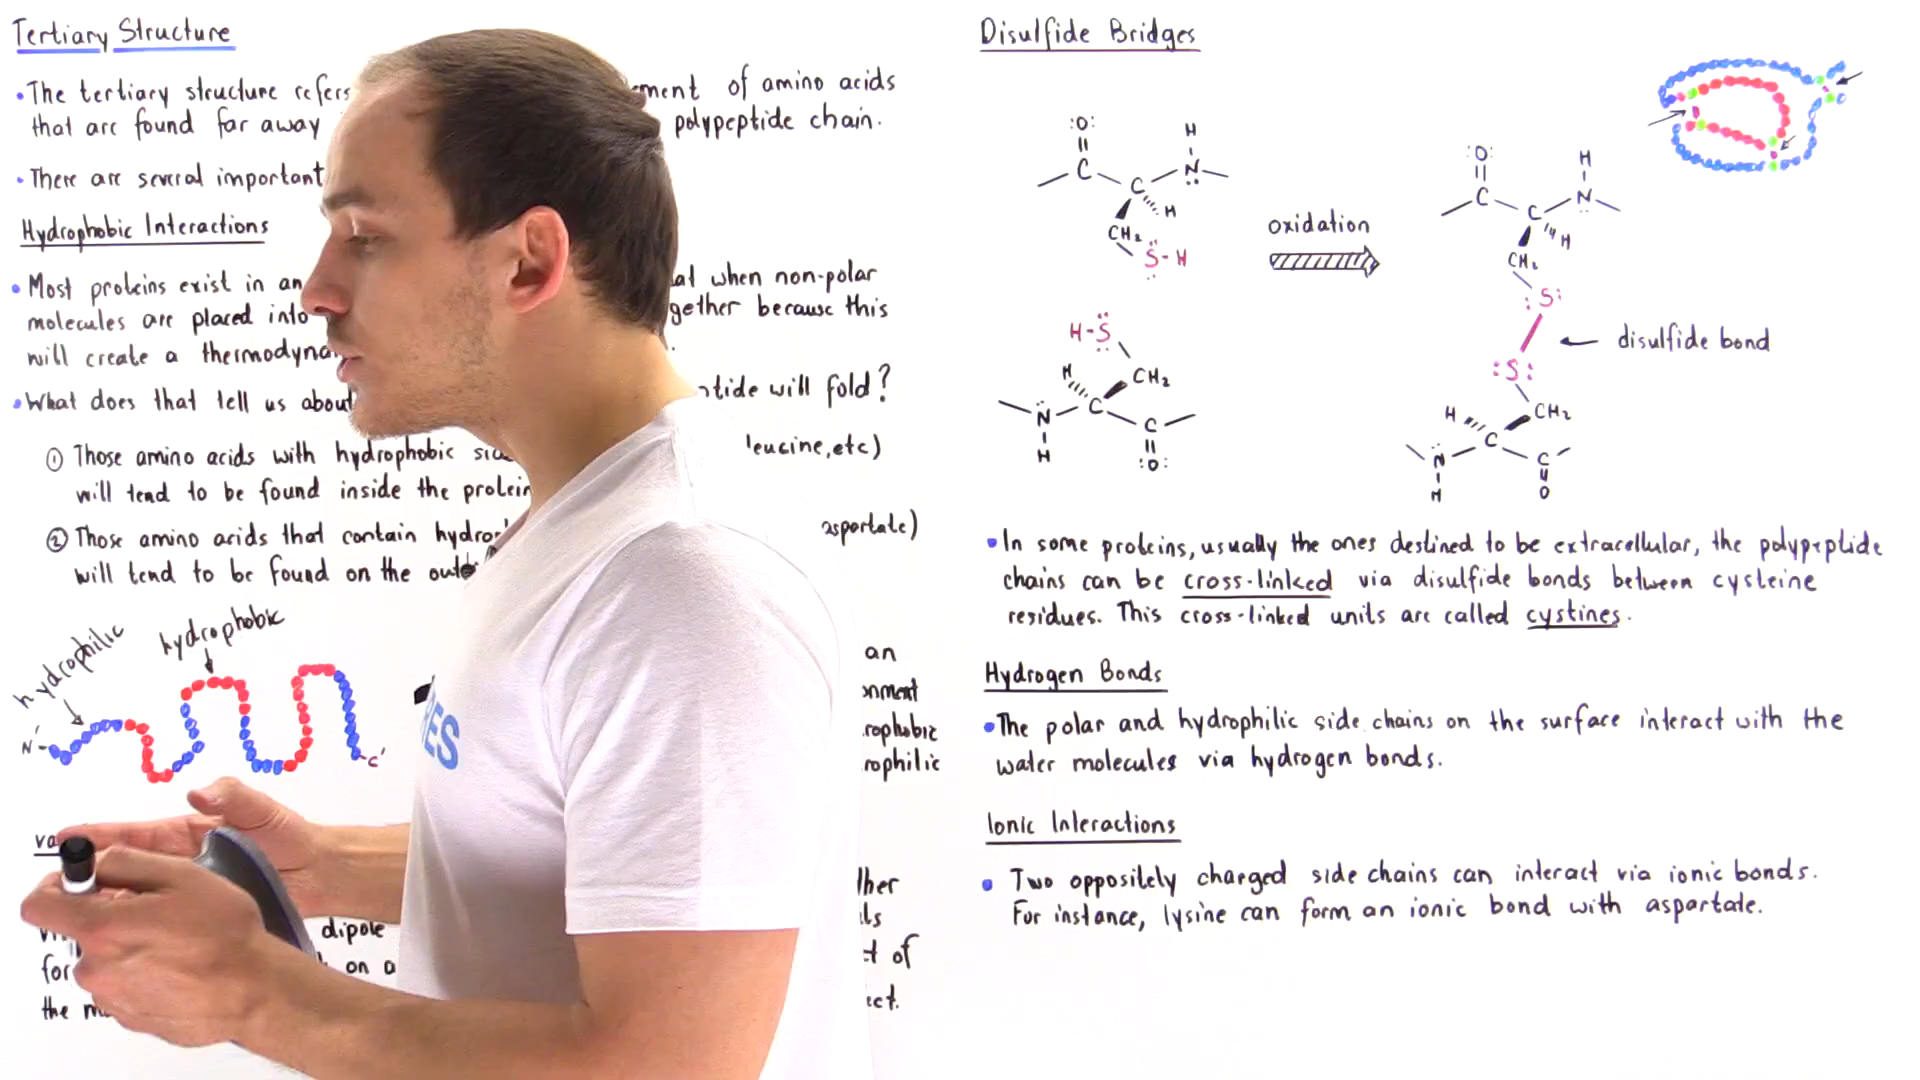 Tertiary Structure
•The tertiary structure refers
ment of amino acids
that are found far away
polypeptide chain.
•There are several important
Hydrophobic Interactions
•Most proteins exist in an
at when non-polar
molecules are placed into
gether because this
will create a thermodyna
•What does that tell us about
tide will fold?
① Those amino acids with hydrophobic
leucine, etc)
will tend to be found inside the protein
② Those amino acids that contain hydro
aspartate)
will tend to be found on the
hydrophilic
hydrophobic
N'
C'
an
nment
rophobic
rophilic
va
ther
ls
dipole
for
on a
t of
the m
ect.
RES
Disulfide Bridges
:O:
H
C
C
N
H
CH₂
S-H
H-S
H
CH₂
N
C
C
H
:O:
oxidation
:O:
H
C
C
N
H
CH₂
:S:
disulfide bond
:S:
H
CH₂
N
C
C
H
O
•In some proteins, usually the ones destined to be extracellular, the polypeptide
chains can be cross-linked via disulfide bonds between cysteine
residues. This cross-linked units are called cystines.
Hydrogen Bonds
•The polar and hydrophilic side chains on the surface interact with the
water molecules via hydrogen bonds.
Ionic Interactions
• Two oppositely charged side chains can interact via ionic bonds.
For instance, lysine can form an ionic bond with aspartate.